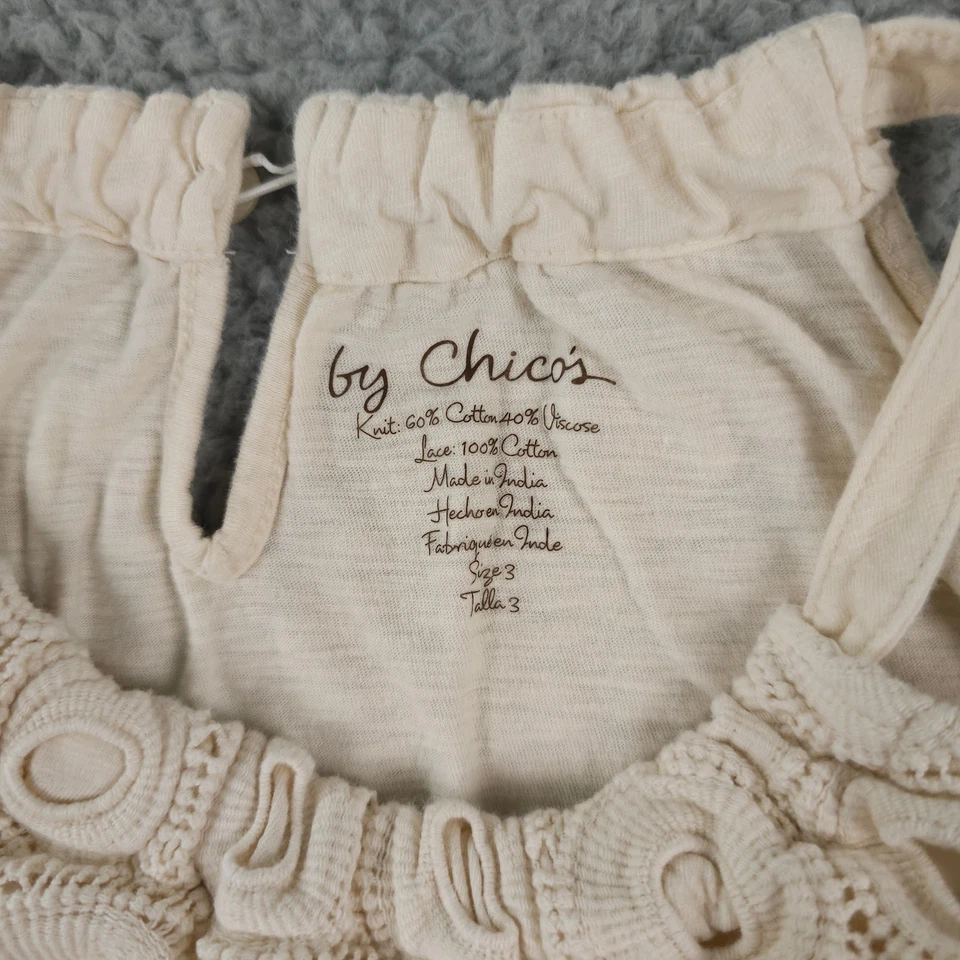 by Chico's
Knit: 60% Cotton 40% Viscose
Lace: 100% Cotton
Made in India
Hecho en India
Fabriqué en Inde
Size 3
Talla 3